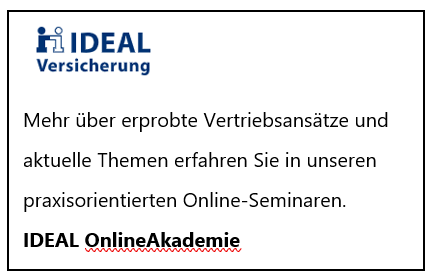 IDEAL
Versicherung
Mehr über erprobte Vertriebsansätze und
aktuelle Themen erfahren Sie in unseren
praxisorientierten Online-Seminaren.
IDEAL OnlineAkademie